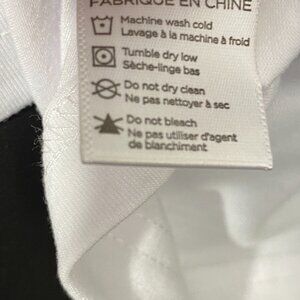 FABRIQUÉ EN CHINE
Machine wash cold
Lavage à la machine à froid
Tumble dry low
Sèche-linge bas
Do not dry clean
Ne pas nettoyer à sec
Do not bleach
Ne pas utiliser d'agent
de blanchiment